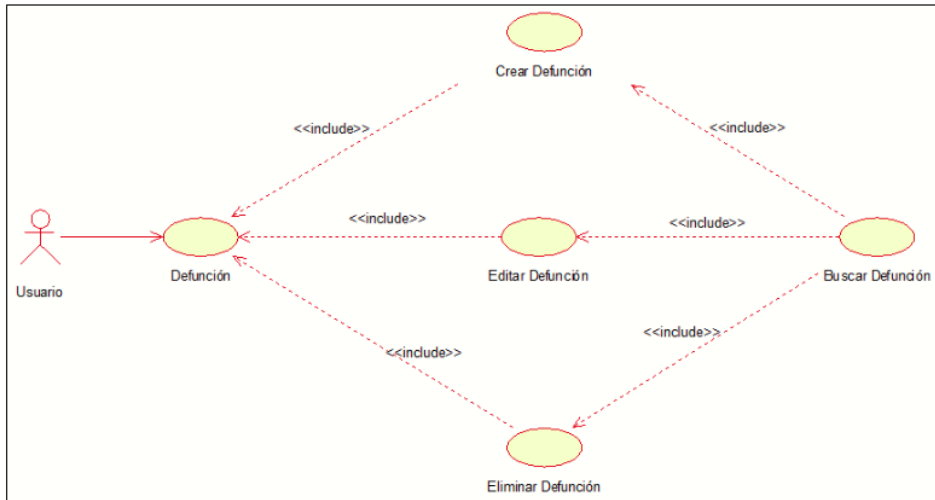 Crear Defunción
<<include>>
<<include>>
<<include>>
<<include>>
Usuario
Defunción
Editar Defunción
Buscar Defunción
<<include>>
<<include>>
Eliminar Defunción